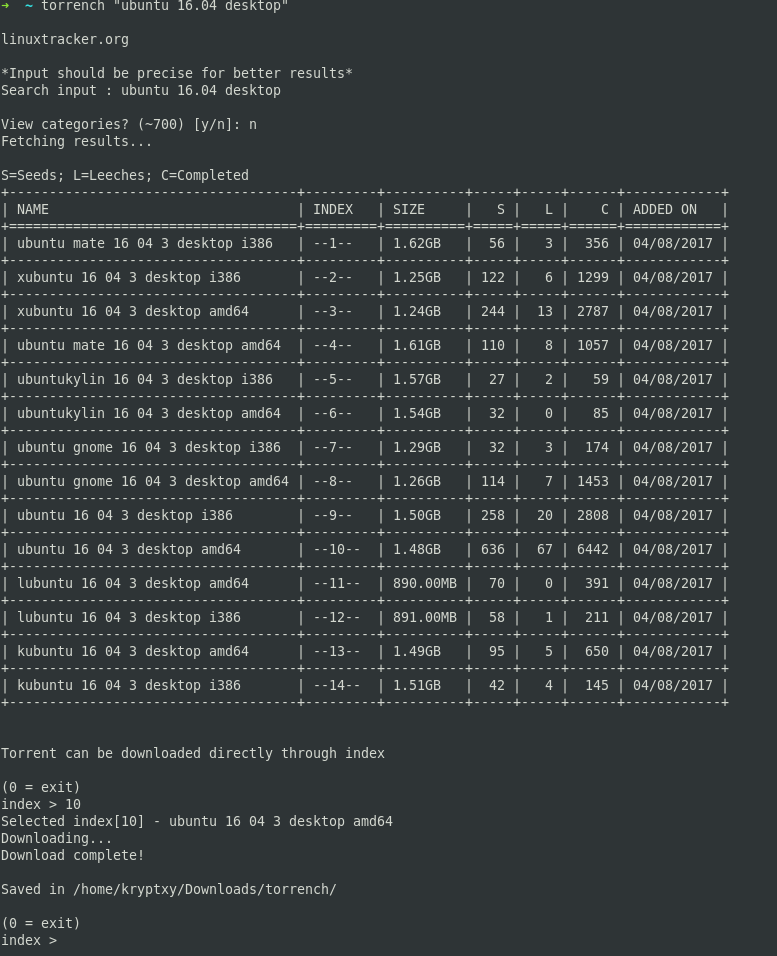 ➜  ~ torrench "ubuntu 16.04 desktop"
linuxtracker.org
*Input should be precise for better results*
Search input : ubuntu 16.04 desktop
View categories? (~700) [y/n]: n
Fetching results...
S=Seeds; L=Leeches; C=Completed
+------------------------------------+---------+----------+-----+-----+------+------------+
| NAME                               | INDEX   | SIZE     |   S |   L |    C | ADDED ON   |
+====================================+=========+==========+=====+=====+======+============+
| ubuntu mate 16 04 3 desktop i386   | --1--   | 1.62GB   |  56 |   3 |  356 | 04/08/2017 |
+------------------------------------+---------+----------+-----+-----+------+------------+
| xubuntu 16 04 3 desktop i386       | --2--   | 1.25GB   | 122 |   6 | 1299 | 04/08/2017 |
+------------------------------------+---------+----------+-----+-----+------+------------+
| xubuntu 16 04 3 desktop amd64      | --3--   | 1.24GB   | 244 |  13 | 2787 | 04/08/2017 |
+------------------------------------+---------+----------+-----+-----+------+------------+
| ubuntu mate 16 04 3 desktop amd64  | --4--   | 1.61GB   | 110 |   8 | 1057 | 04/08/2017 |
+------------------------------------+---------+----------+-----+-----+------+------------+
| ubuntukylin 16 04 3 desktop i386   | --5--   | 1.57GB   |  27 |   2 |   59 | 04/08/2017 |
+------------------------------------+---------+----------+-----+-----+------+------------+
| ubuntukylin 16 04 3 desktop amd64  | --6--   | 1.54GB   |  32 |   0 |   85 | 04/08/2017 |
+------------------------------------+---------+----------+-----+-----+------+------------+
| ubuntu gnome 16 04 3 desktop i386  | --7--   | 1.29GB   |  32 |   3 |  174 | 04/08/2017 |
+------------------------------------+---------+----------+-----+-----+------+------------+
| ubuntu gnome 16 04 3 desktop amd64 | --8--   | 1.26GB   | 114 |   7 | 1453 | 04/08/2017 |
+------------------------------------+---------+----------+-----+-----+------+------------+
| ubuntu 16 04 3 desktop i386        | --9--   | 1.50GB   | 258 |  20 | 2808 | 04/08/2017 |
+------------------------------------+---------+----------+-----+-----+------+------------+
| ubuntu 16 04 3 desktop amd64       | --10--  | 1.48GB   | 636 |  67 | 6442 | 04/08/2017 |
+------------------------------------+---------+----------+-----+-----+------+------------+
| lubuntu 16 04 3 desktop amd64      | --11--  | 890.00MB |  70 |   0 |  391 | 04/08/2017 |
+------------------------------------+---------+----------+-----+-----+------+------------+
| lubuntu 16 04 3 desktop i386       | --12--  | 891.00MB |  58 |   1 |  211 | 04/08/2017 |
+------------------------------------+---------+----------+-----+-----+------+------------+
| kubuntu 16 04 3 desktop amd64      | --13--  | 1.49GB   |  95 |   5 |  650 | 04/08/2017 |
+------------------------------------+---------+----------+-----+-----+------+------------+
| kubuntu 16 04 3 desktop i386       | --14--  | 1.51GB   |  42 |   4 |  145 | 04/08/2017 |
+------------------------------------+---------+----------+-----+-----+------+------------+
Torrent can be downloaded directly through index
(0 = exit)
index > 10
Selected index[10] - ubuntu 16 04 3 desktop amd64
Downloading...
Download complete!
Saved in /home/kryptxy/Downloads/torrench/
(0 = exit)
index >